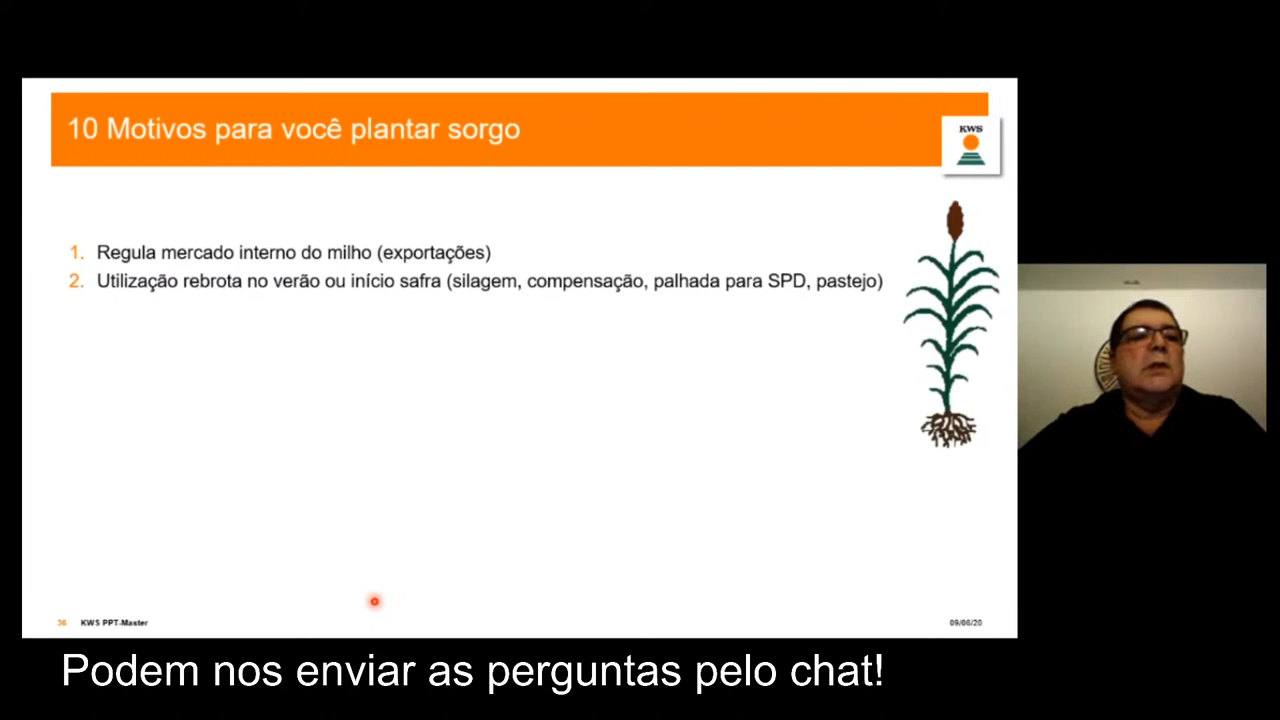 10 Motivos para você plantar sorgo
KWS
1. Regula mercado interno do milho (exportações)
2. Utilização rebrota no verão ou início safra (silagem, compensação, palhada para SPD, pastejo)
36 KWS PPT-Master
09/06/20
Podem nos enviar as perguntas pelo chat!